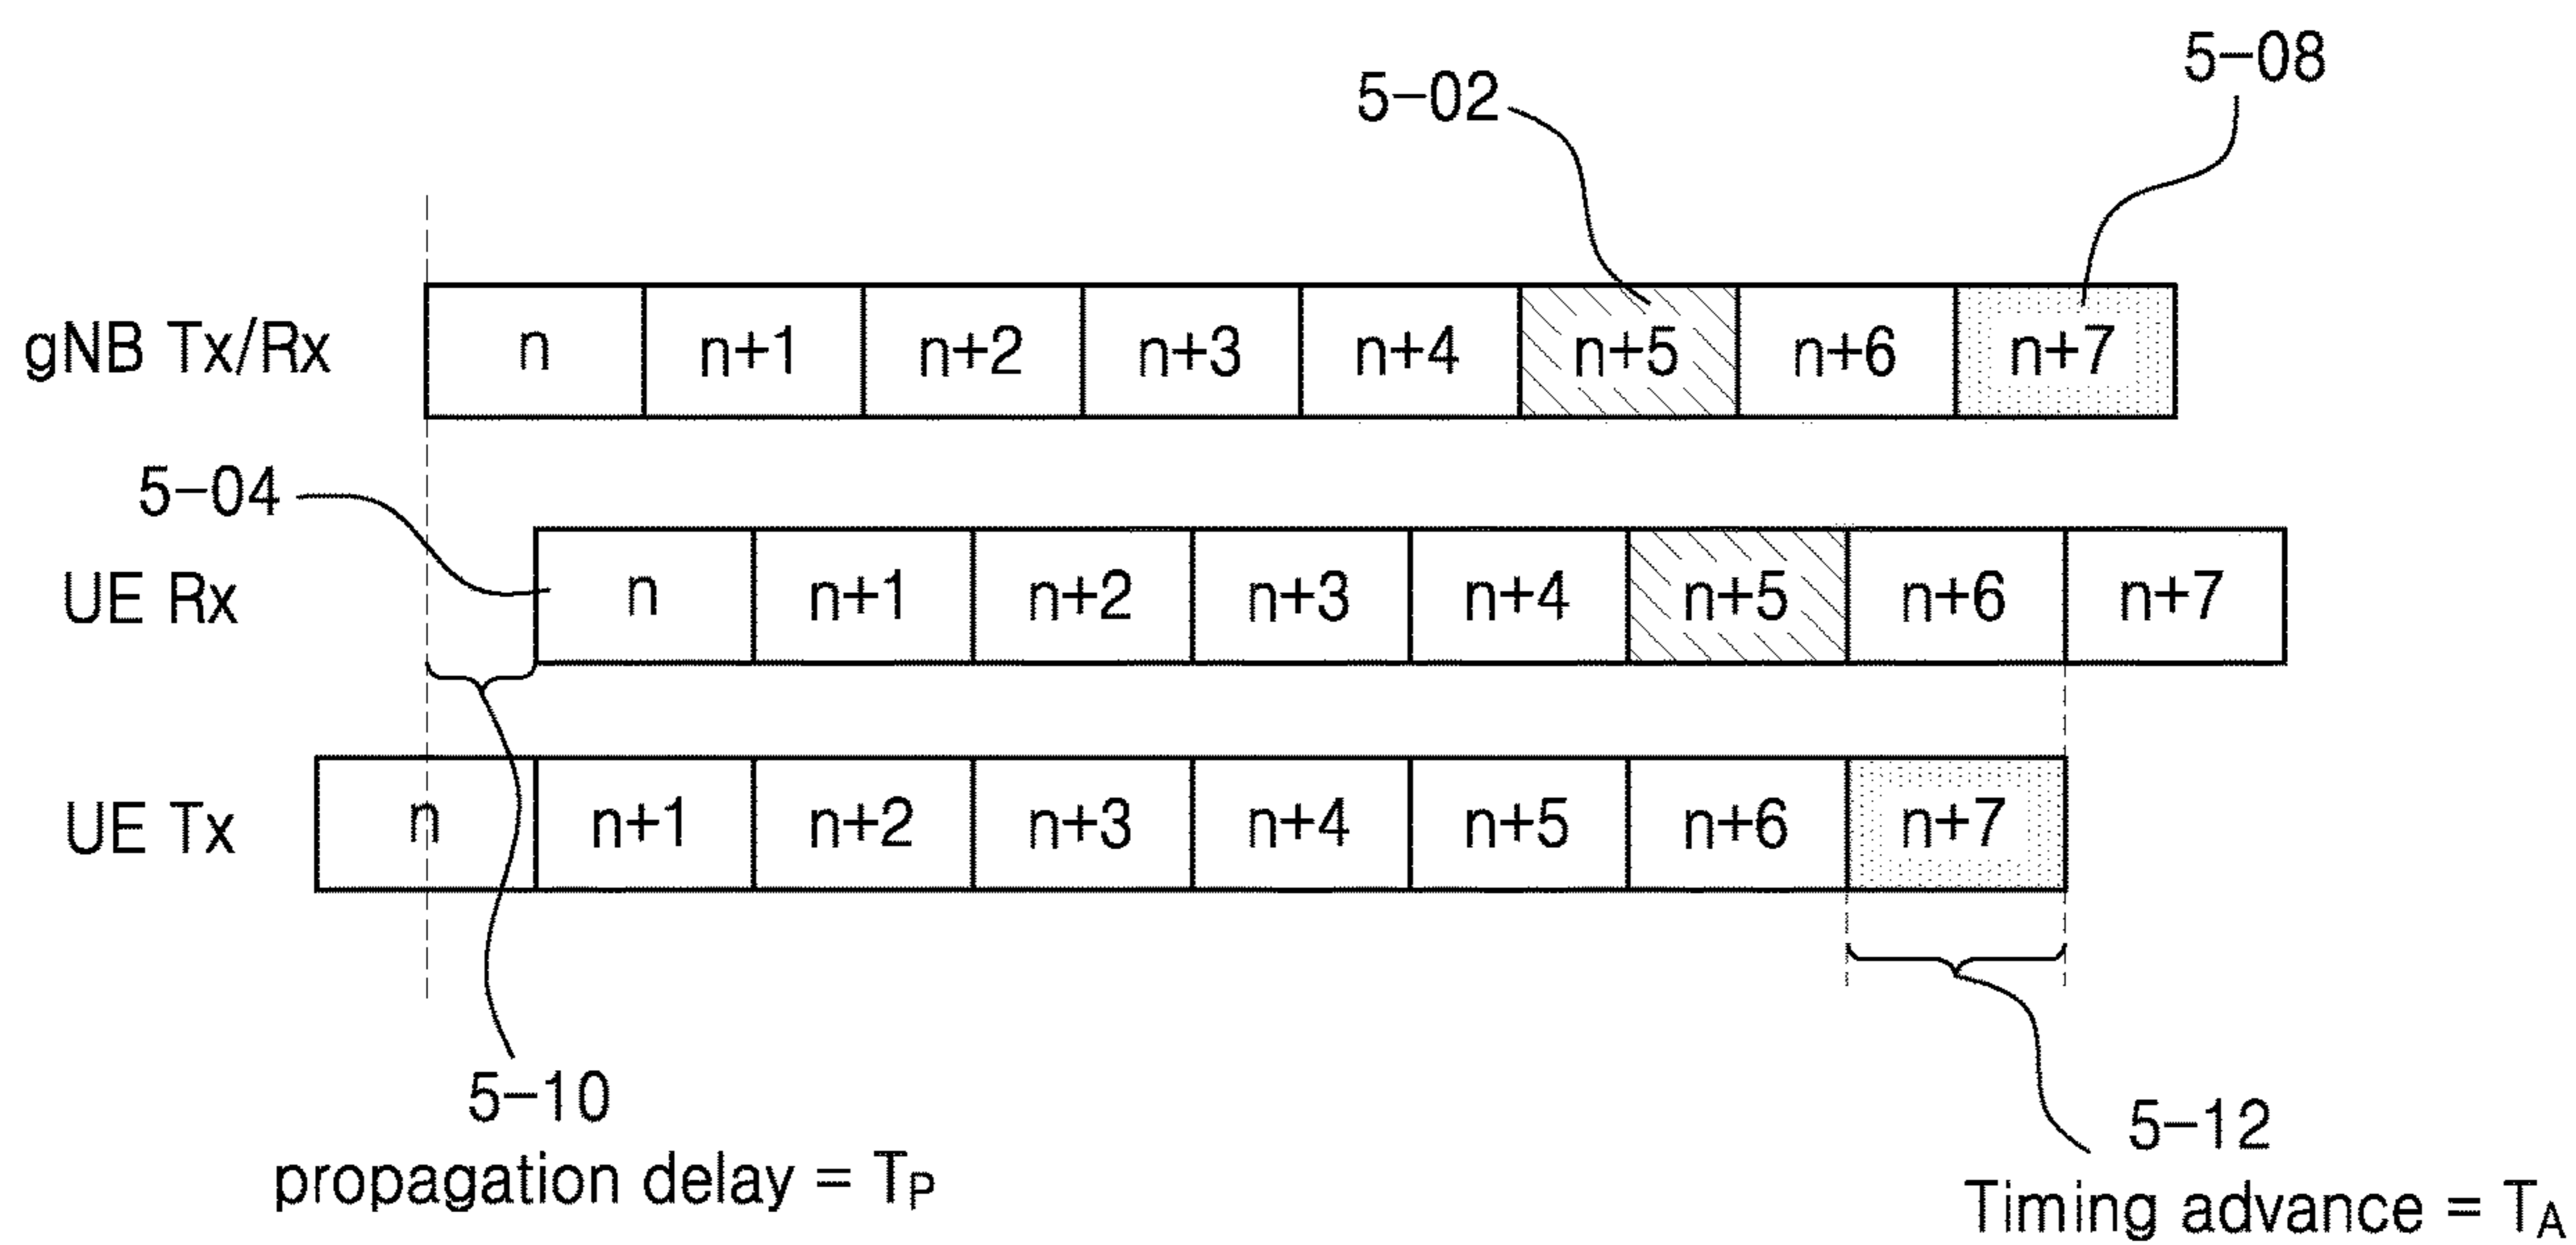 5-08
5-02
gNB Tx/Rx n n+1 n+2 n+3 n+4 n+5 n+6 n+7
5-04
UE Rx n n+1 n+2 n+3 n+4 n+5 n+6 n+7
UE Tx n n+1 n+2 n+3 n+4 n+5 n+6 n+7
5-10
propagation delay = TP
5-12
Timing advance = TA